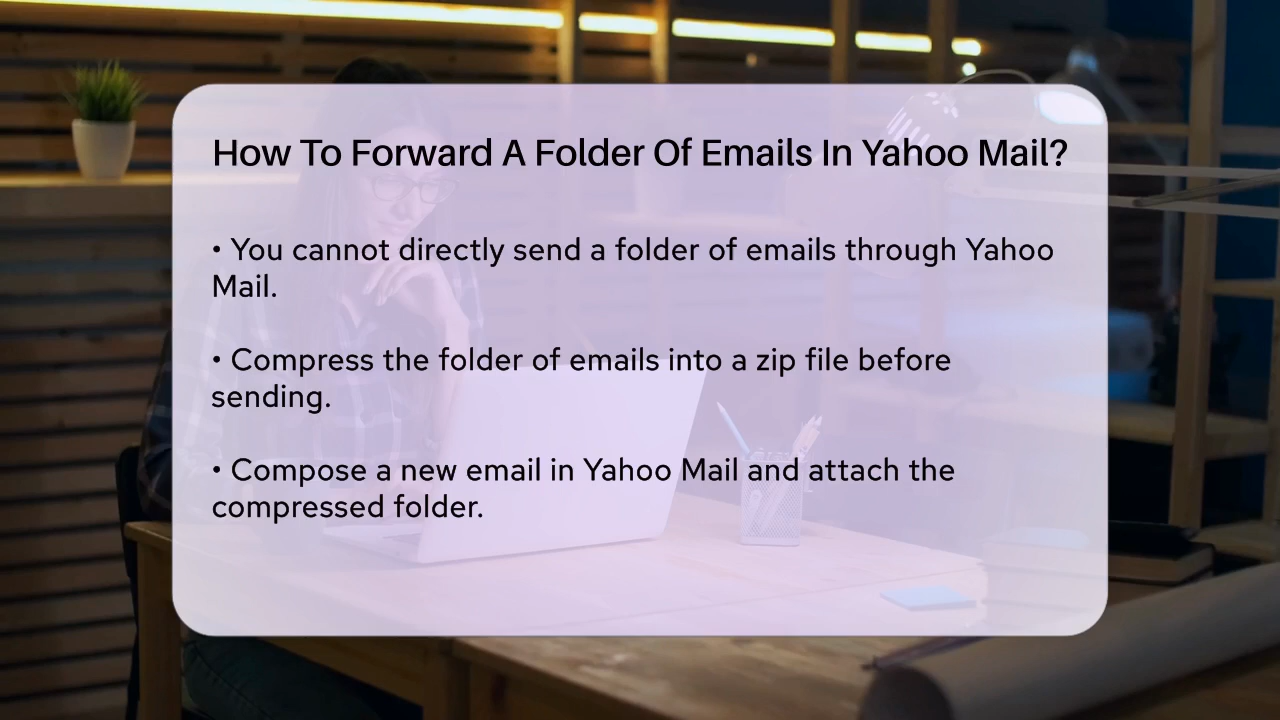 How To Forward A Folder Of Emails In Yahoo Mail?
• You cannot directly send a folder of emails through Yahoo
Mail.
• Compress the folder of emails into a zip file before
sending.
• Compose a new email in Yahoo Mail and attach the
compressed folder.